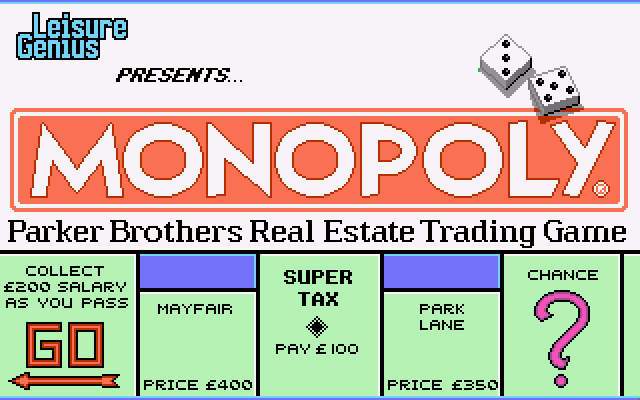 Leisure
Genius
PRESENTS...
MONOPOLY®
Parker Brothers Real Estate Trading Game
COLLECT
£200 SALARY
AS YOU PASS
GO
MAYFAIR
PRICE £400
SUPER
TAX
PAY £100
PARK
LANE
PRICE £350
CHANCE
?